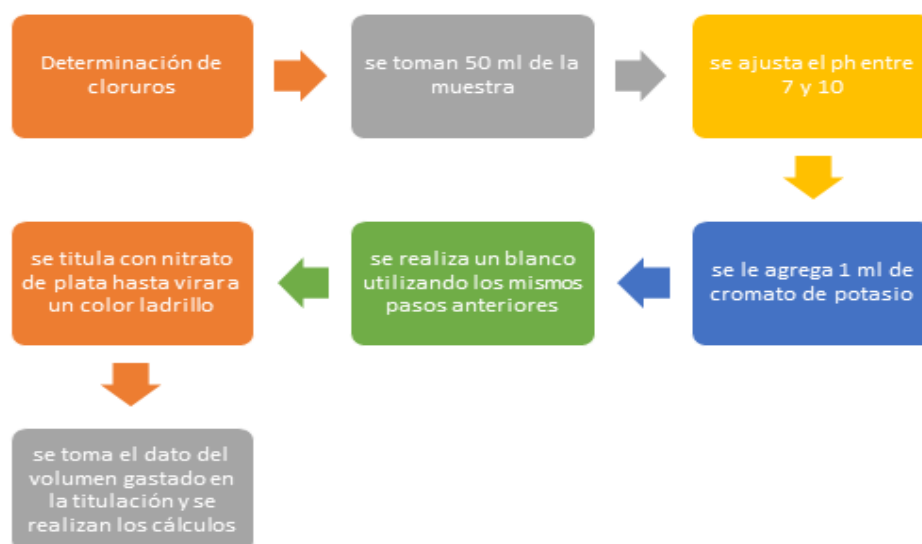 Determinación de
cloruros
se toman 50 ml de la
muestra
se ajusta el ph entre
7 y 10
se le agrega 1 ml de
cromato de potasio
se realiza un blanco
utilizando los mismos
pasos anteriores
se titula con nitrato
de plata hasta virar a
un color ladrillo
se toma el dato del
volumen gastado en
la titulación y se
realizan los cálculos